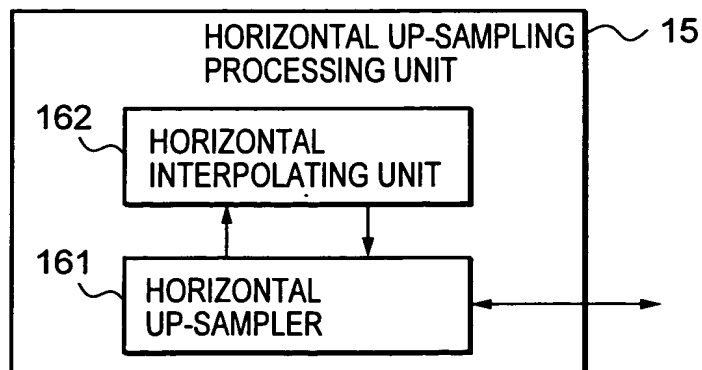 HORIZONTAL UP-SAMPLING
PROCESSING UNIT
15
162
HORIZONTAL
INTERPOLATING UNIT
161
HORIZONTAL
UP-SAMPLER